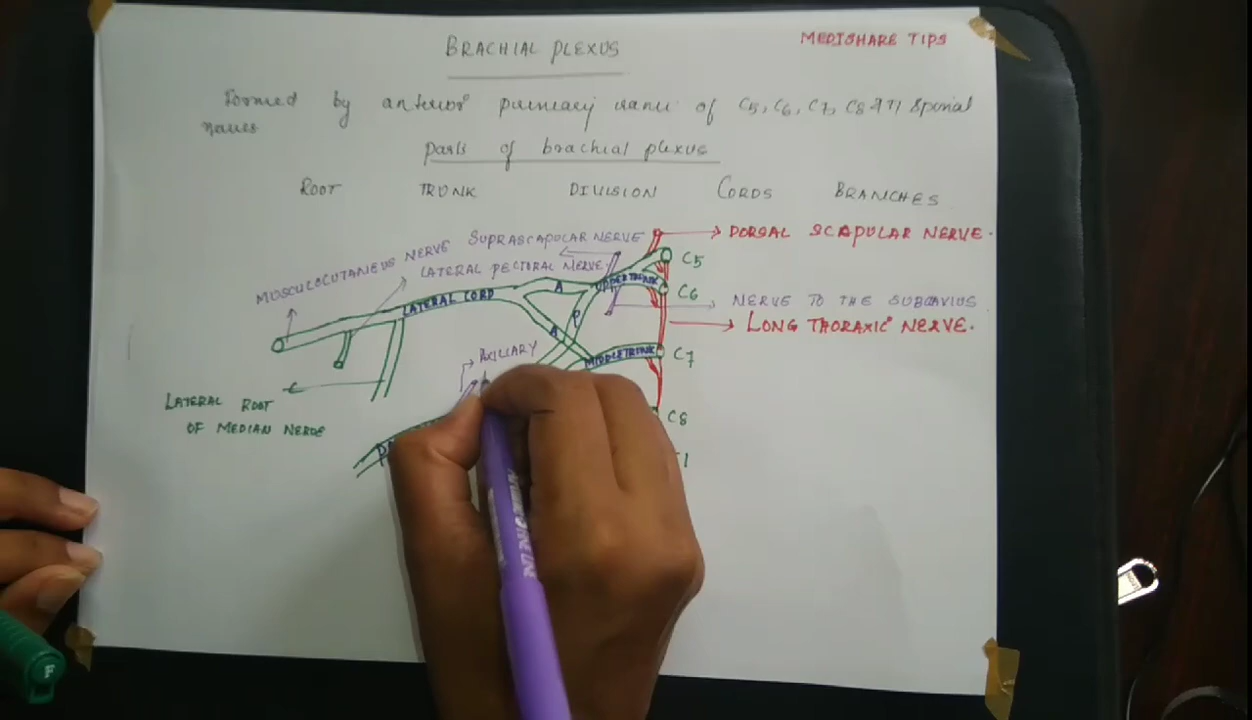 BRACHIAL PLEXUS
MEDISHARE TIPS
Formed by anterior primary rami of C5, C6, C7, C8 & T1 Spinal
nerves
parts of brachial plexus
ROOT TRUNK DIVISION CORDS BRANCHES
SUPRASCAPULAR NERVE
DORSAL SCAPULAR NERVE.
MUSCULOCUTANEUS NERVE
LATERAL PECTORAL NERVE
C5
UPPER TRUNK
A
LATERAL CORD
C6
NERVE TO THE SUBCAVIUS
P
LONG THORAXIC NERVE.
A
AXILLARY
MIDDLE TRUNK
C7
LATERAL ROOT
OF MEDIAN NERVE
C8